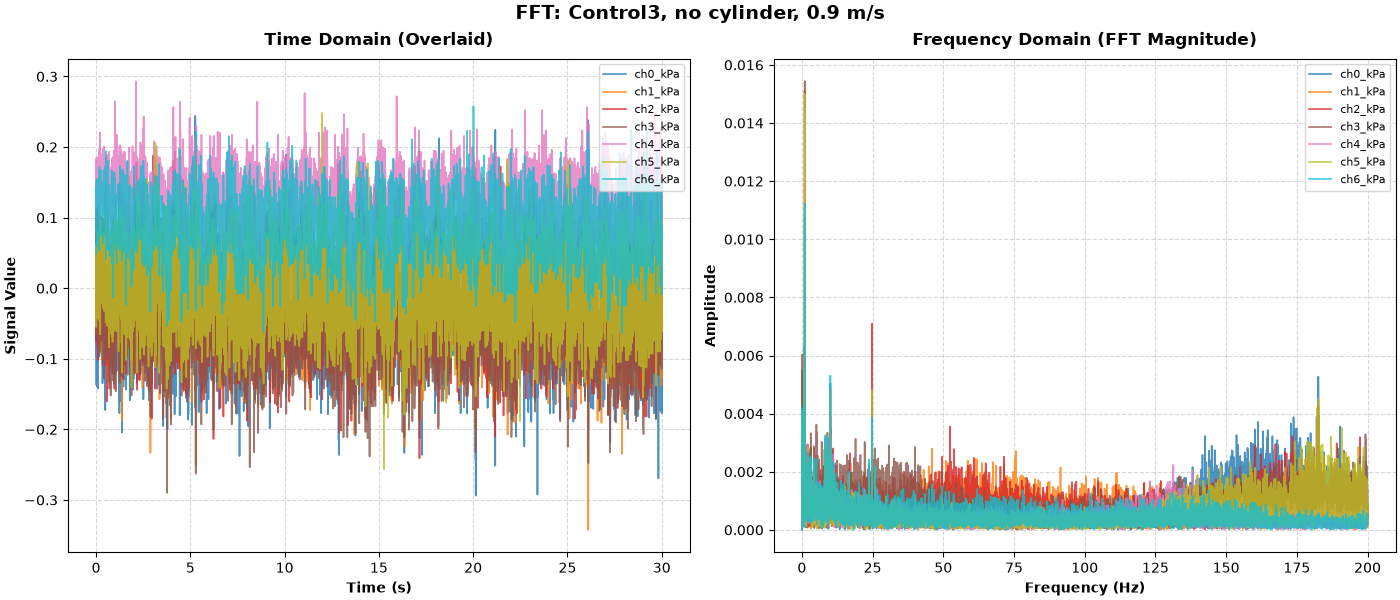 FFT: Control3, no cylinder, 0.9 m/s
Time Domain (Overlaid)
Signal Value
0.3
0.2
0.1
0.0
−0.1
−0.2
−0.3
0
5
10
15
20
25
30
Time (s)
ch0_kPa
ch1_kPa
ch2_kPa
ch3_kPa
ch4_kPa
ch5_kPa
ch6_kPa
Frequency Domain (FFT Magnitude)
Amplitude
0.016
0.014
0.012
0.010
0.008
0.006
0.004
0.002
0.000
0
25
50
75
100
125
150
175
200
Frequency (Hz)
ch0_kPa
ch1_kPa
ch2_kPa
ch3_kPa
ch4_kPa
ch5_kPa
ch6_kPa